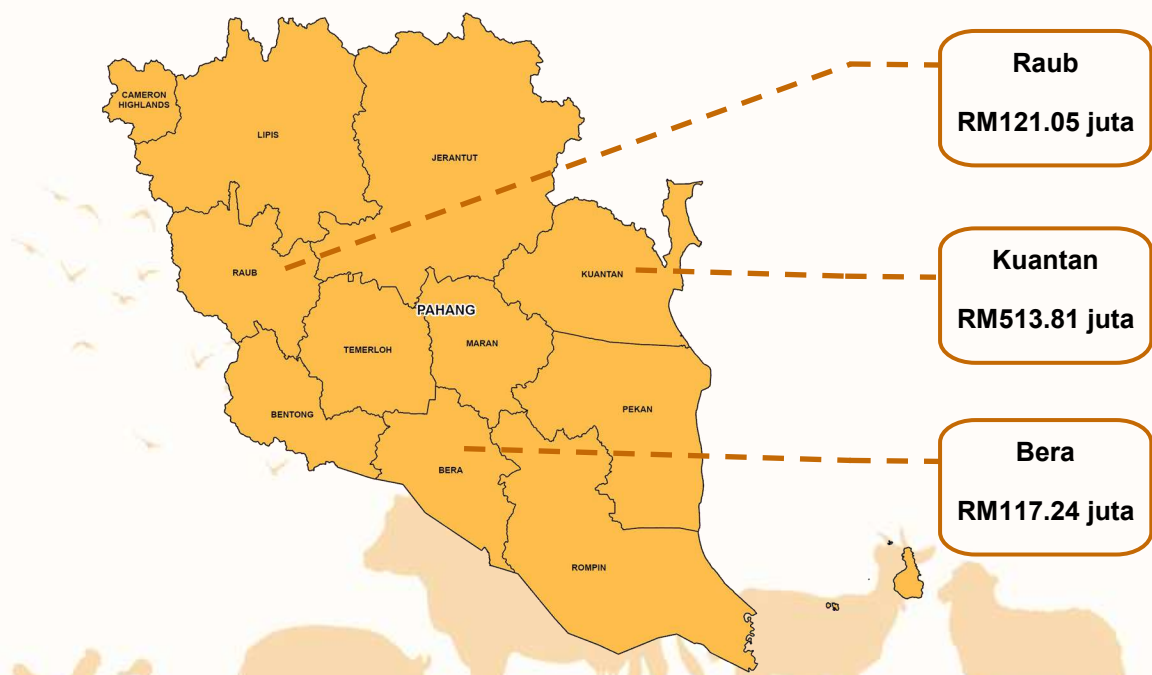 CAMERON
HIGHLANDS
LIPIS
JERANTUT
RAUB
KUANTAN
PAHANG
TEMERLOH
MARAN
BENTONG
PEKAN
BERA
ROMPIN
Raub
RM121.05 juta
Kuantan
RM513.81 juta
Bera
RM117.24 juta